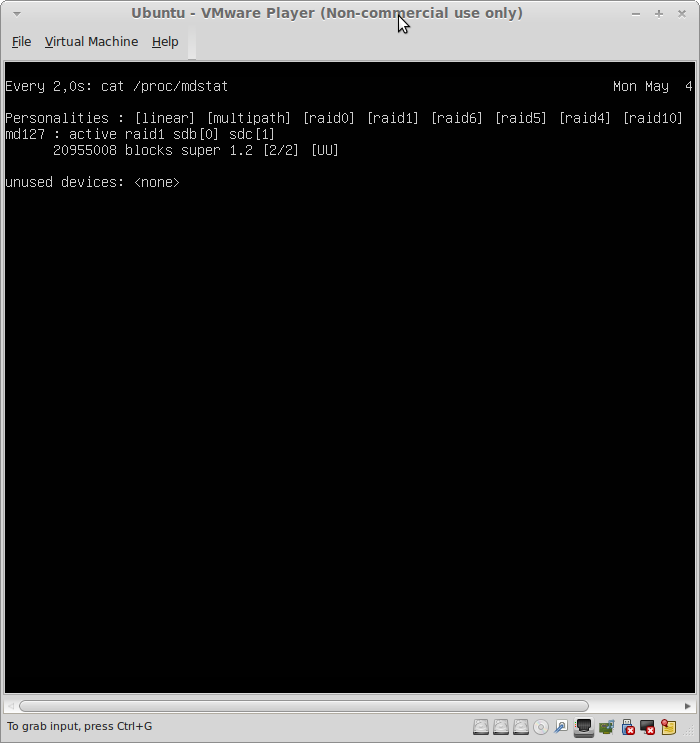 Ubuntu - VMware Player (Non-commercial use only)
File Virtual Machine Help
Every 2,0s: cat /proc/mdstat Mon May 4
Personalities : [linear] [multipath] [raid0] [raid1] [raid6] [raid5] [raid4] [raid10]
md127 : active raid1 sdb[0] sdc[1]
20955008 blocks super 1.2 [2/2] [UU]
unused devices: <none>
To grab input, press Ctrl+G